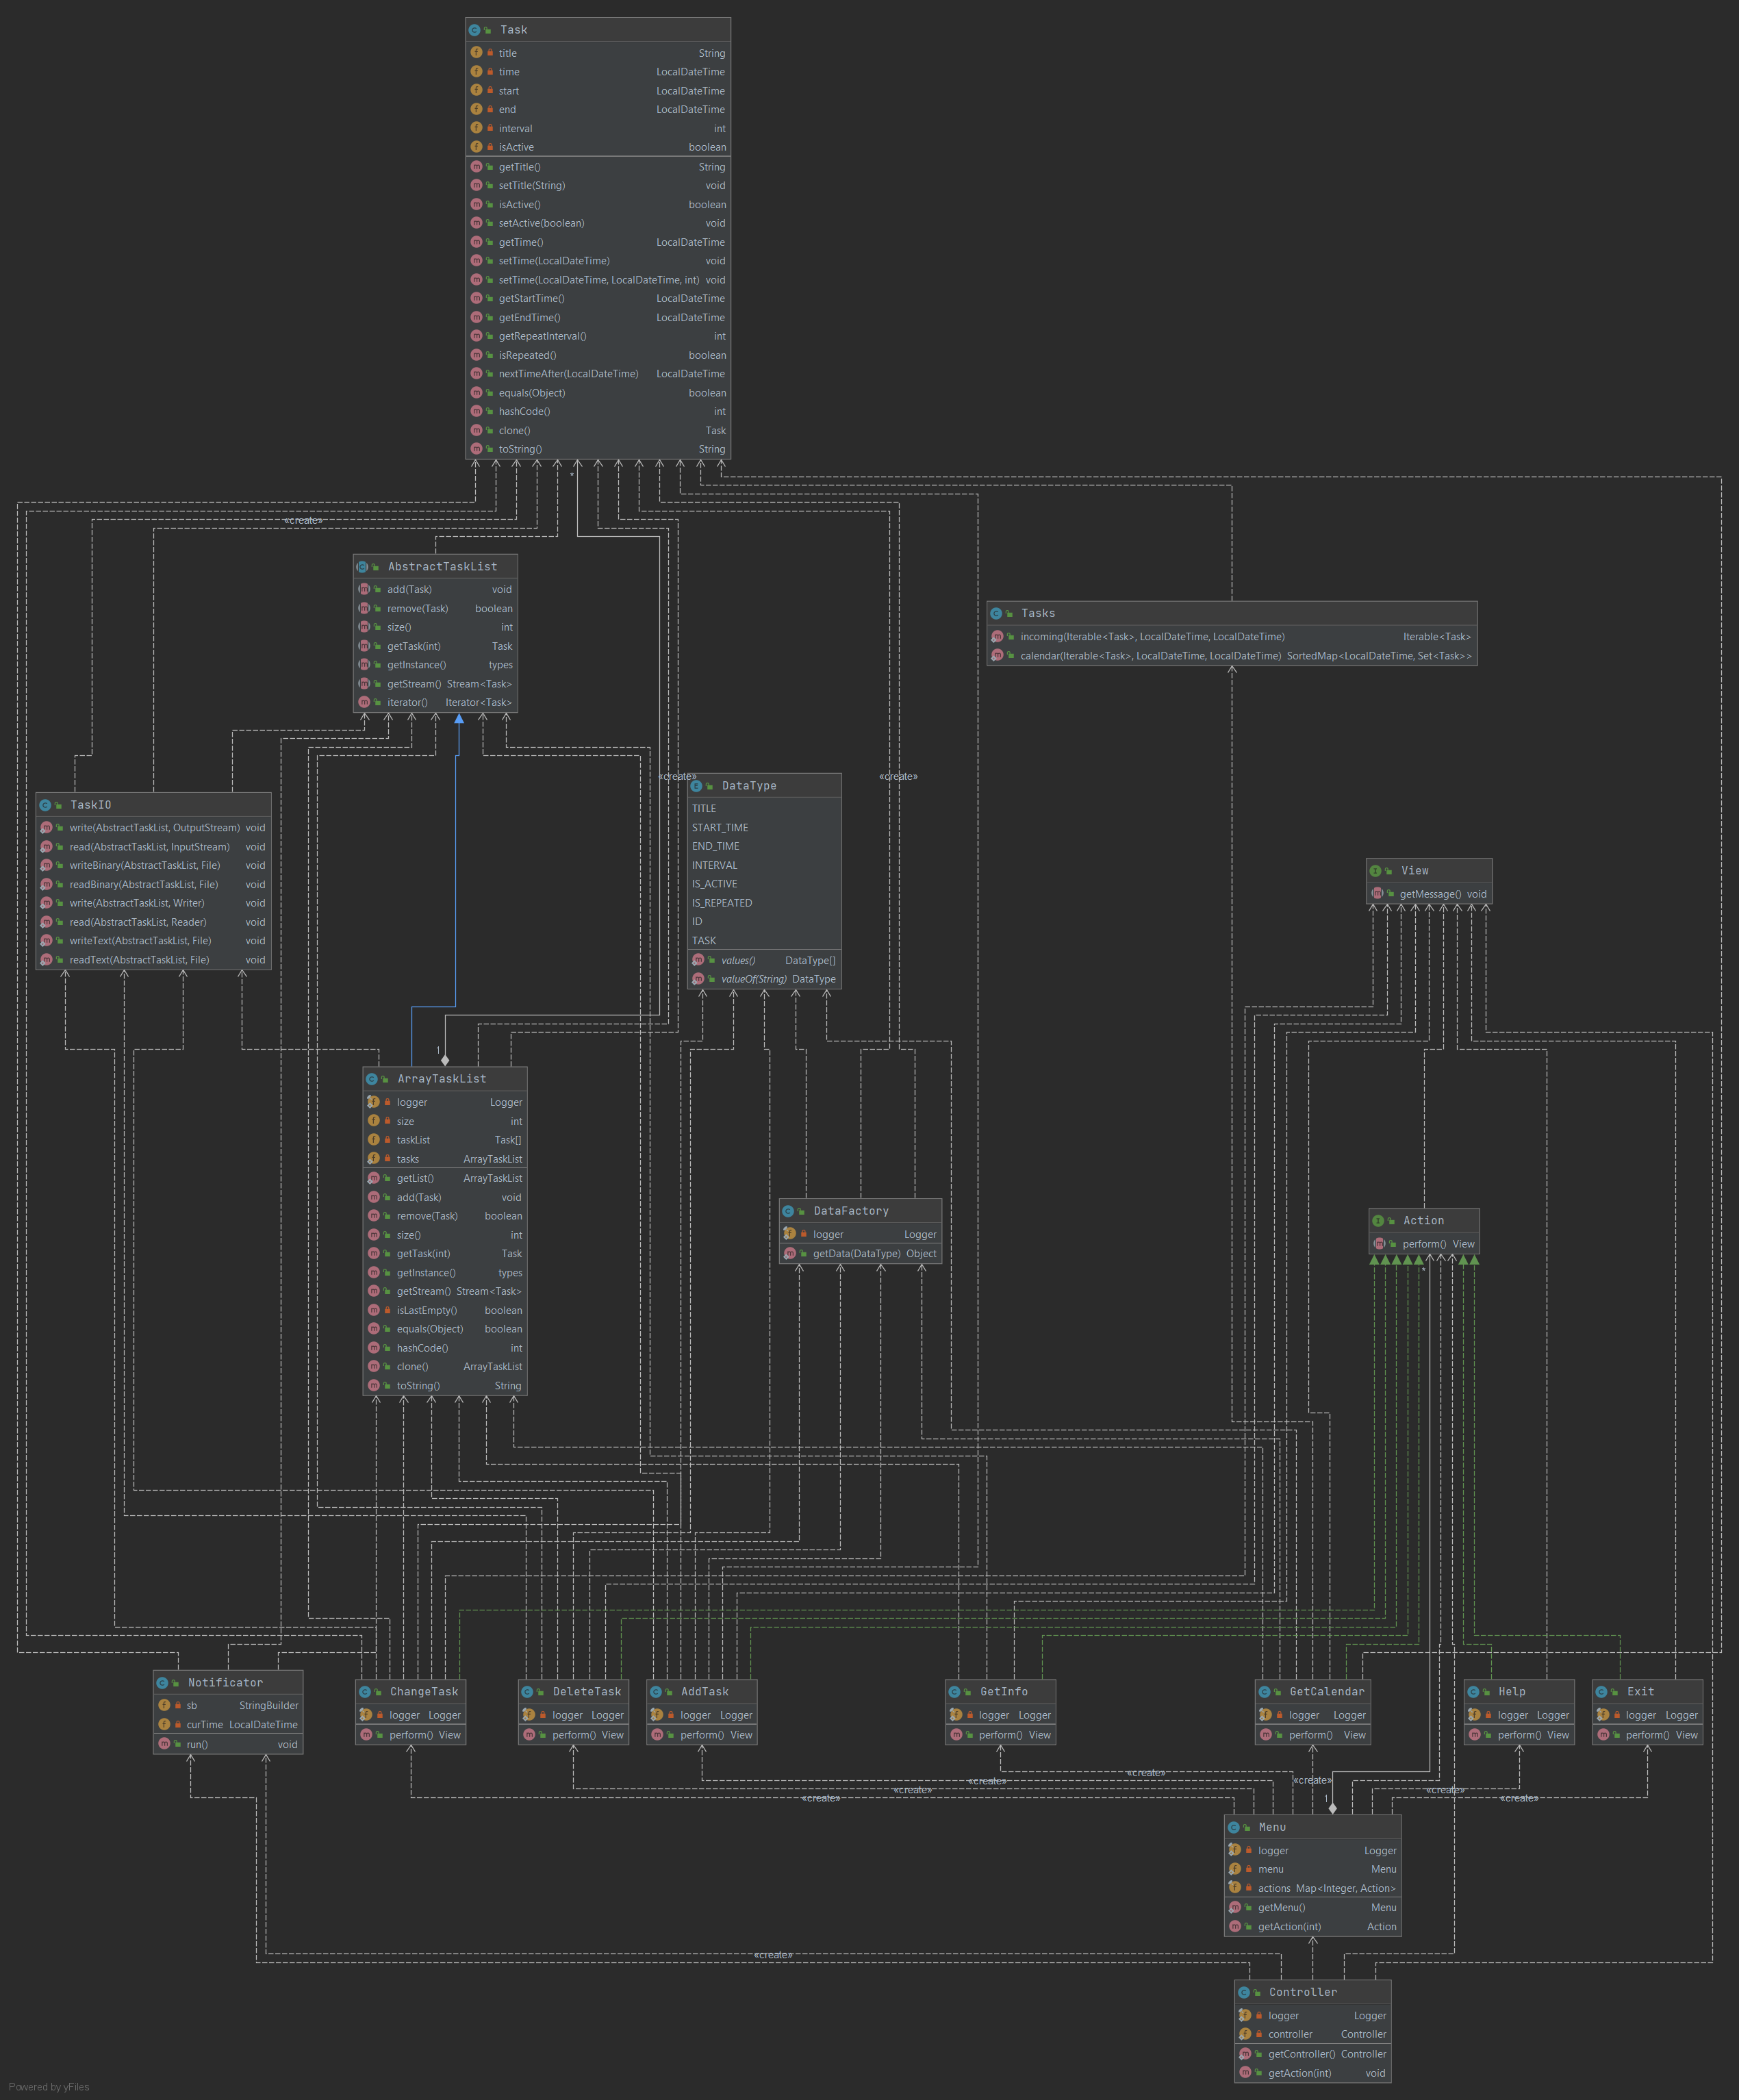 Task
title String
time LocalDateTime
start LocalDateTime
end LocalDateTime
interval int
isActive boolean
getTitle() String
setTitle(String) void
isActive() boolean
setActive(boolean) void
getTime() LocalDateTime
setTime(LocalDateTime) void
setTime(LocalDateTime, LocalDateTime, int) void
getStartTime() LocalDateTime
getEndTime() LocalDateTime
getRepeatInterval() int
isRepeated() boolean
nextTimeAfter(LocalDateTime) LocalDateTime
equals(Object) boolean
hashCode() int
clone() Task
toString() String
*
«create»
AbstractTaskList
add(Task) void
remove(Task) boolean
size() int
getTask(int) Task
getInstance() types
getStream() Stream<Task>
iterator() Iterator<Task>
Tasks
incoming(Iterable<Task>, LocalDateTime, LocalDateTime) Iterable<Task>
calendar(Iterable<Task>, LocalDateTime, LocalDateTime) SortedMap<LocalDateTime, Set<Task>>
«create»
«create»
TaskIO
write(AbstractTaskList, OutputStream) void
read(AbstractTaskList, InputStream) void
writeBinary(AbstractTaskList, File) void
readBinary(AbstractTaskList, File) void
write(AbstractTaskList, Writer) void
read(AbstractTaskList, Reader) void
writeText(AbstractTaskList, File) void
readText(AbstractTaskList, File) void
DataType
TITLE
START_TIME
END_TIME
INTERVAL
IS_ACTIVE
IS_REPEATED
ID
TASK
values() DataType[]
valueOf(String) DataType
View
getMessage() void
1
ArrayTaskList
logger Logger
size int
taskList Task[]
tasks ArrayTaskList
getList() ArrayTaskList
add(Task) void
remove(Task) boolean
size() int
getTask(int) Task
getInstance() types
getStream() Stream<Task>
isLastEmpty() boolean
equals(Object) boolean
hashCode() int
clone() ArrayTaskList
toString() String
DataFactory
logger Logger
getData(DataType) Object
Action
perform() View
*
Notificator
sb StringBuilder
curTime LocalDateTime
run() void
ChangeTask
logger Logger
perform() View
DeleteTask
logger Logger
perform() View
AddTask
logger Logger
perform() View
GetInfo
logger Logger
perform() View
GetCalendar
logger Logger
perform() View
Help
logger Logger
perform() View
Exit
logger Logger
perform() View
«create»
«create»
«create»
«create»
«create»
«create»
«create»
1
Menu
logger Logger
menu Menu
actions Map<Integer, Action>
getMenu() Menu
getAction(int) Action
«create»
Controller
logger Logger
controller Controller
getController() Controller
getAction(int) void
Powered by yFiles